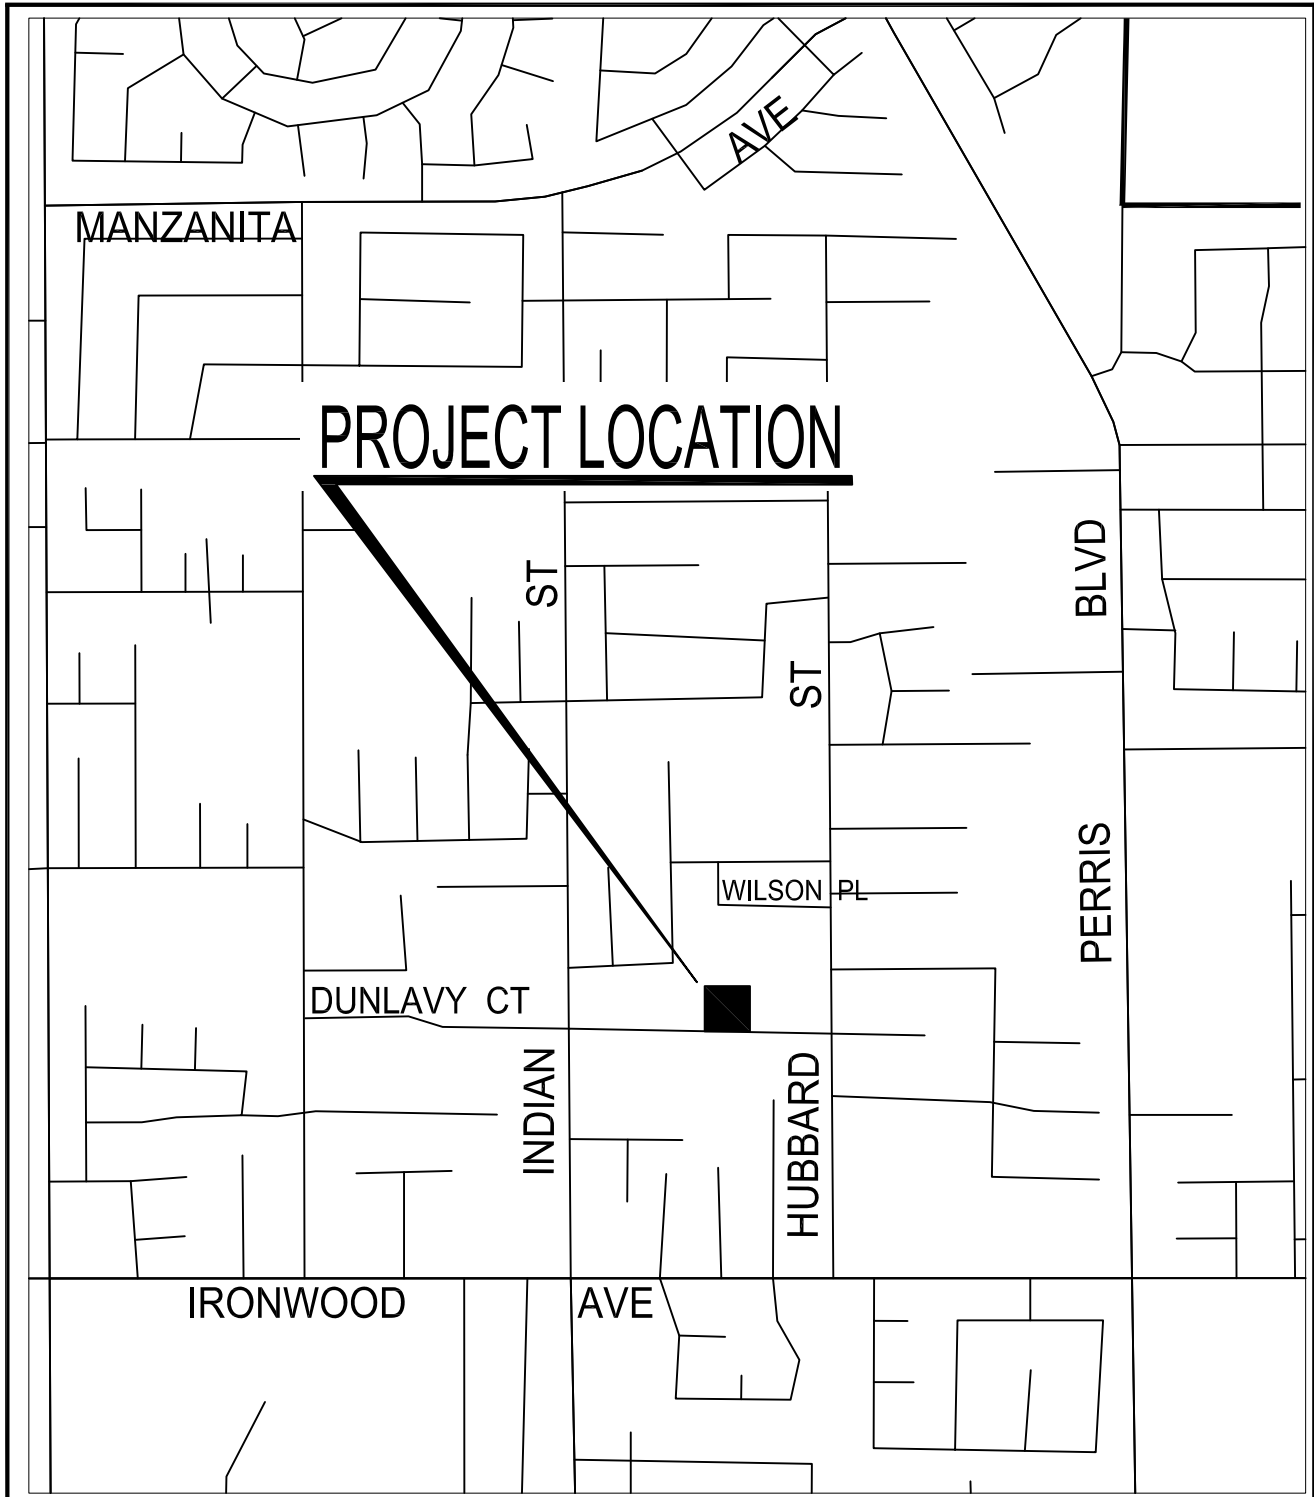 AVE
MANZANITA
PROJECT LOCATION
ST
BLVD
ST
PERRIS
WILSON PL
DUNLAVY CT
INDIAN
HUBBARD
IRONWOOD AVE